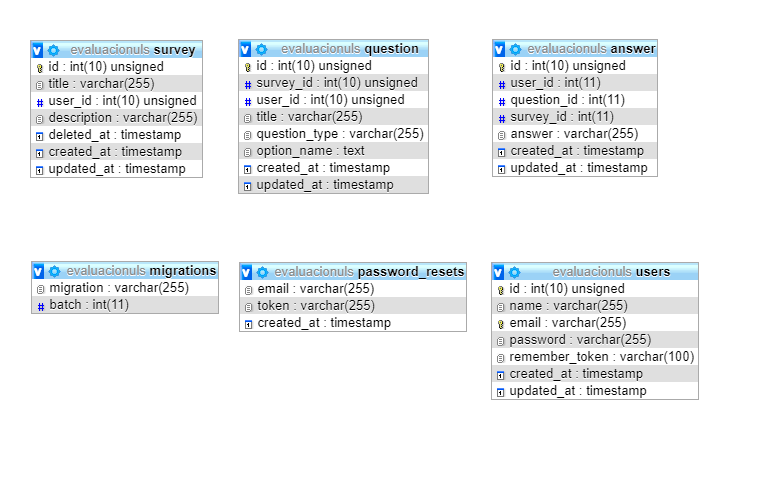 evaluacionuls survey
id : int(10) unsigned
title : varchar(255)
user_id : int(10) unsigned
description : varchar(255)
deleted_at : timestamp
created_at : timestamp
updated_at : timestamp
evaluacionuls question
id : int(10) unsigned
survey_id : int(10) unsigned
user_id : int(10) unsigned
title : varchar(255)
question_type : varchar(255)
option_name : text
created_at : timestamp
updated_at : timestamp
evaluacionuls answer
id : int(10) unsigned
user_id : int(11)
question_id : int(11)
survey_id : int(11)
answer : varchar(255)
created_at : timestamp
updated_at : timestamp
evaluacionuls migrations
migration : varchar(255)
batch : int(11)
evaluacionuls password_resets
email : varchar(255)
token : varchar(255)
created_at : timestamp
evaluacionuls users
id : int(10) unsigned
name : varchar(255)
email : varchar(255)
password : varchar(255)
remember_token : varchar(100)
created_at : timestamp
updated_at : timestamp